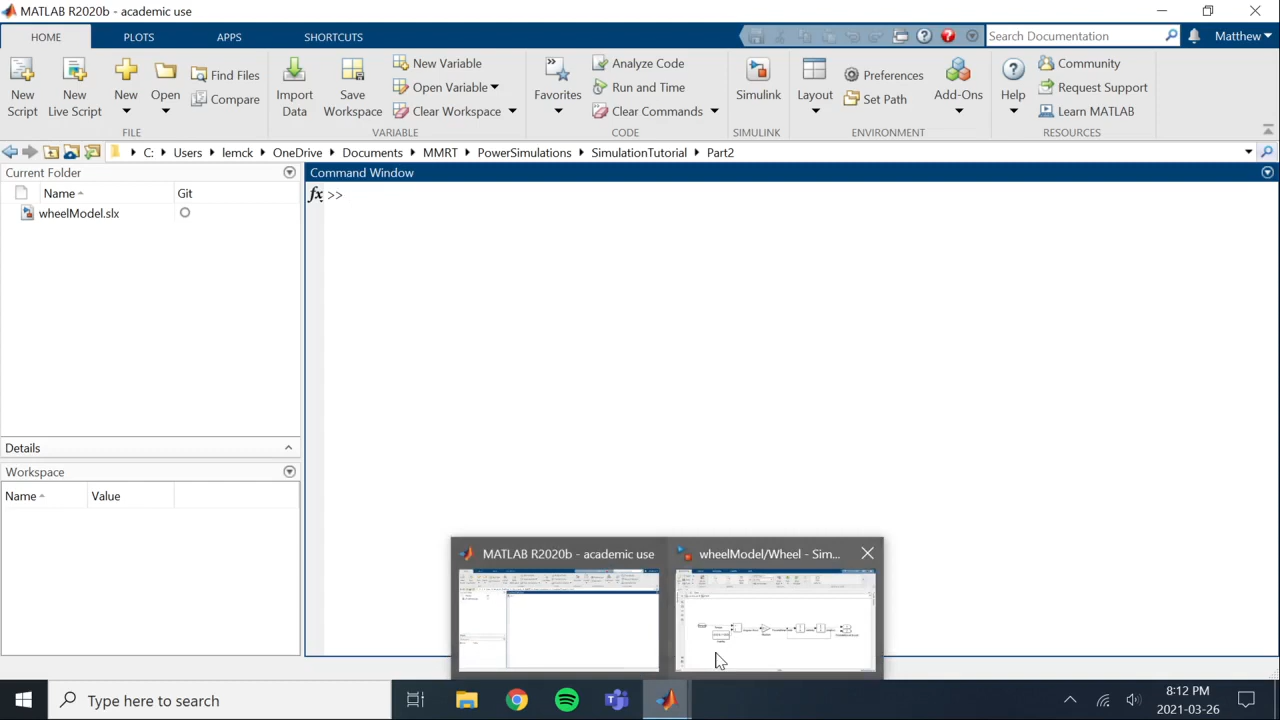 MATLAB R2020b - academic use
HOME PLOTS APPS SHORTCUTS Search Documentation Matthew
New Script
New Live Script
New
Open
Find Files
Compare
Import Data
Save Workspace
New Variable
Open Variable
Clear Workspace
Favorites
Analyze Code
Run and Time
Clear Commands
Simulink
Layout
Preferences
Set Path
Add-Ons
Help
Community
Request Support
Learn MATLAB
FILE VARIABLE CODE SIMULINK ENVIRONMENT RESOURCES
C: Users lemck OneDrive Documents MMRT PowerSimulations SimulationTutorial Part2
Current Folder
Name Git
wheelModel.slx
Details
Workspace
Name Value
Command Window
fx >>
MATLAB R2020b - academic use
wheelModel/Wheel - Sim...
Type here to search
8:12 PM
2021-03-26